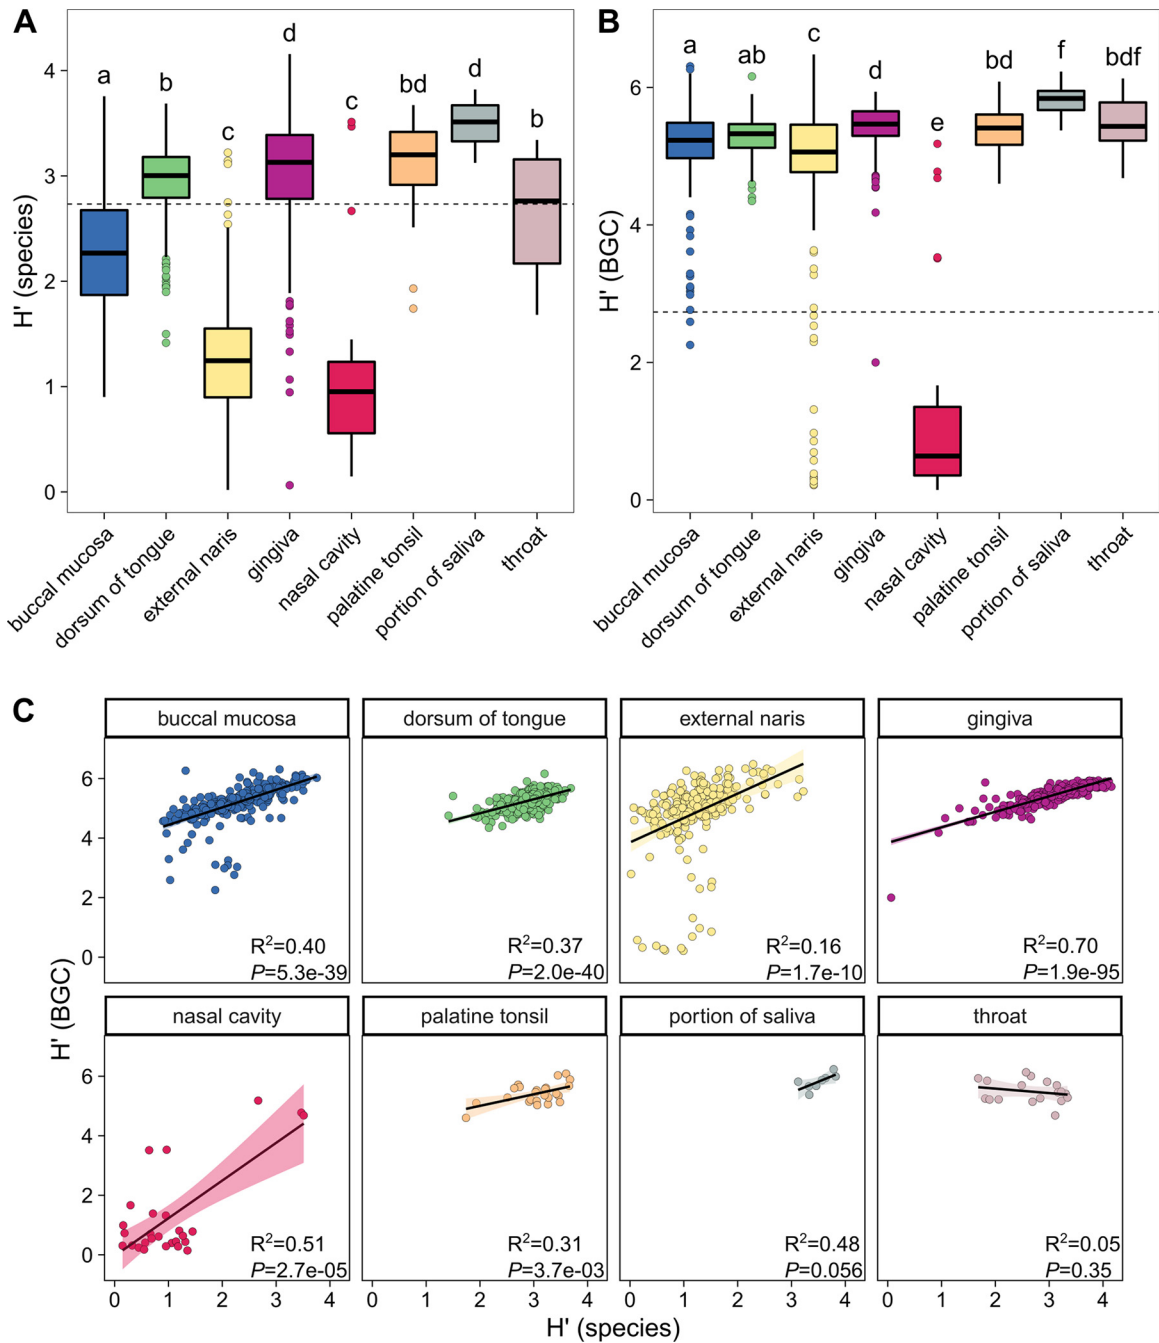 A
B
a
b
c
d
c
bd
d
b
a
ab
c
d
e
bd
f
bdf
H' (species)
4
3
2
1
0
H' (BGC)
6
4
2
0
buccal mucosa
dorsum of tongue
external naris
gingiva
nasal cavity
palatine tonsil
portion of saliva
throat
buccal mucosa
dorsum of tongue
external naris
gingiva
nasal cavity
palatine tonsil
portion of saliva
throat
C
buccal mucosa
dorsum of tongue
external naris
gingiva
6
4
2
0
R²=0.40
P=5.3e-39
R²=0.37
P=2.0e-40
R²=0.16
P=1.7e-10
R²=0.70
P=1.9e-95
H' (BGC)
nasal cavity
palatine tonsil
portion of saliva
throat
6
4
2
0
R²=0.51
P=2.7e-05
R²=0.31
P=3.7e-03
R²=0.48
P=0.056
R²=0.05
P=0.35
0 1 2 3 4
0 1 2 3 4
0 1 2 3 4
0 1 2 3 4
H' (species)